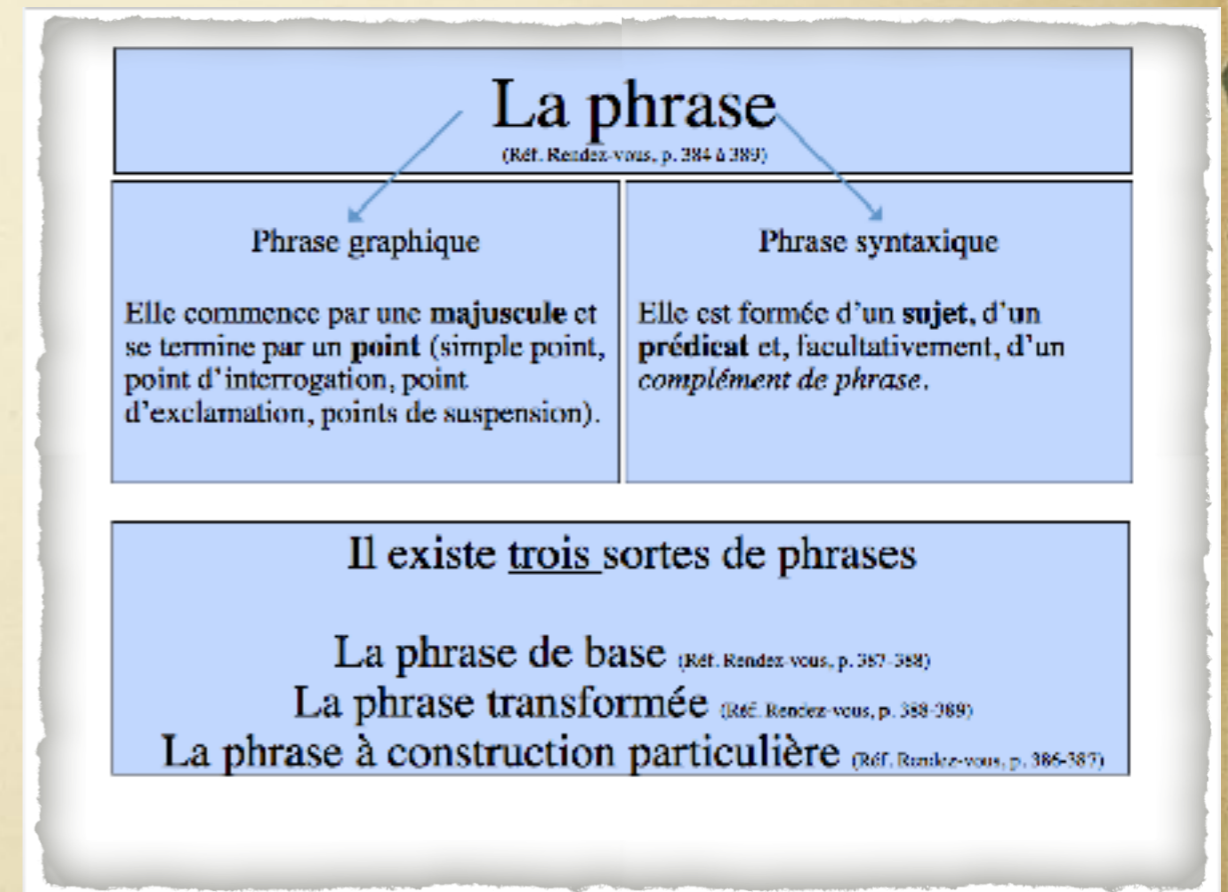 La phrase
(Réf. Rendez-vous, p. 384 à 389)
Phrase graphique
Elle commence par une majuscule et
se termine par un point (simple point,
point d'interrogation, point
d'exclamation, points de suspension).
Phrase syntaxique
Elle est formée d'un sujet, d'un
prédicat et, facultativement, d'un
complément de phrase.
Il existe trois sortes de phrases
La phrase de base (Réf. Rendez-vous, p. 387-388)
La phrase transformée (Réf. Rendez-vous, p. 388-389)
La phrase à construction particulière (Réf. Rendez-vous, p. 386-387)